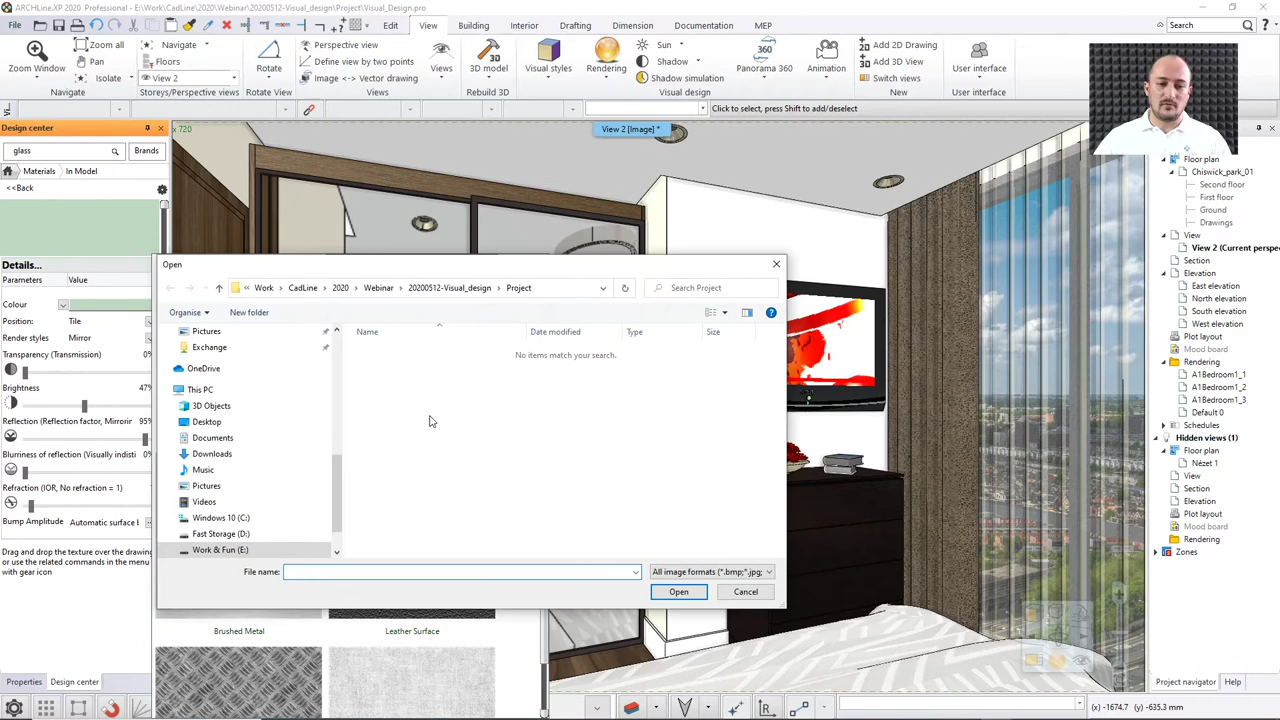 ARCHLine.XP 2020 Professional - E:\Work\CadLine\2020\Webinar\20200512-Visual_design\Project\Visual_Design.pro
Edit View Building Interior Drafting Dimension Documentation MEP Search
Zoom Window
Zoom all
Pan
Isolate
Navigate
Floors
View 2
Rotate
Perspective view
Define view by two points
Image <-> Vector drawing
Views
3D model
Visual styles
Rendering
Sun
Shadow
Shadow simulation
Panorama 360
Animation
Add 2D Drawing
Add 3D View
Switch views
User interface
Navigate Storeys/Perspective views Rotate View Views Rebuild 3D Visual design New User interface
Click to select, press Shift to add/deselect
Design center
x 720
View 2 [Image] *
glass
Brands
Materials In Model
<<Back
Details...
Parameters Value
Colour
Position: Tile
Render styles Mirror
Transparency (Transmission) 0%
Brightness 47%
Reflection (Reflection factor, Mirror 95%
Blurriness of reflection (Visually indisti 0%
Refraction (IOR, No refraction = 1)
Bump Amplitude Automatic surface b
Drag and drop the texture over the drawing
or use the related commands in the menu
with gear icon
Properties Design center
Open
Work CadLine 2020 Webinar 20200512-Visual_design Project
Search Project
Organise New folder
Name Date modified Type Size
No items match your search.
Pictures
Exchange
OneDrive
This PC
3D Objects
Desktop
Documents
Downloads
Music
Pictures
Videos
Windows 10 (C:)
Fast Storage (D:)
Work & Fun (E:)
File name:
All image formats (*.bmp;*.jpg;
Open Cancel
Brushed Metal Leather Surface
Floor plan
Chiswick_park_01
Second floor
First floor
Ground
Drawings
View
View 2 (Current perspe
Section
Elevation
East elevation
North elevation
South elevation
West elevation
Plot layout
Mood board
Rendering
A1Bedroom1_1
A1Bedroom1_2
A1Bedroom1_3
Default 0
Schedules
Hidden views (1)
Floor plan
Nézet 1
View
Section
Elevation
Plot layout
Mood board
Rendering
Zones
Project navigator Help
(x) -1674.7 (y) -635.3 mm